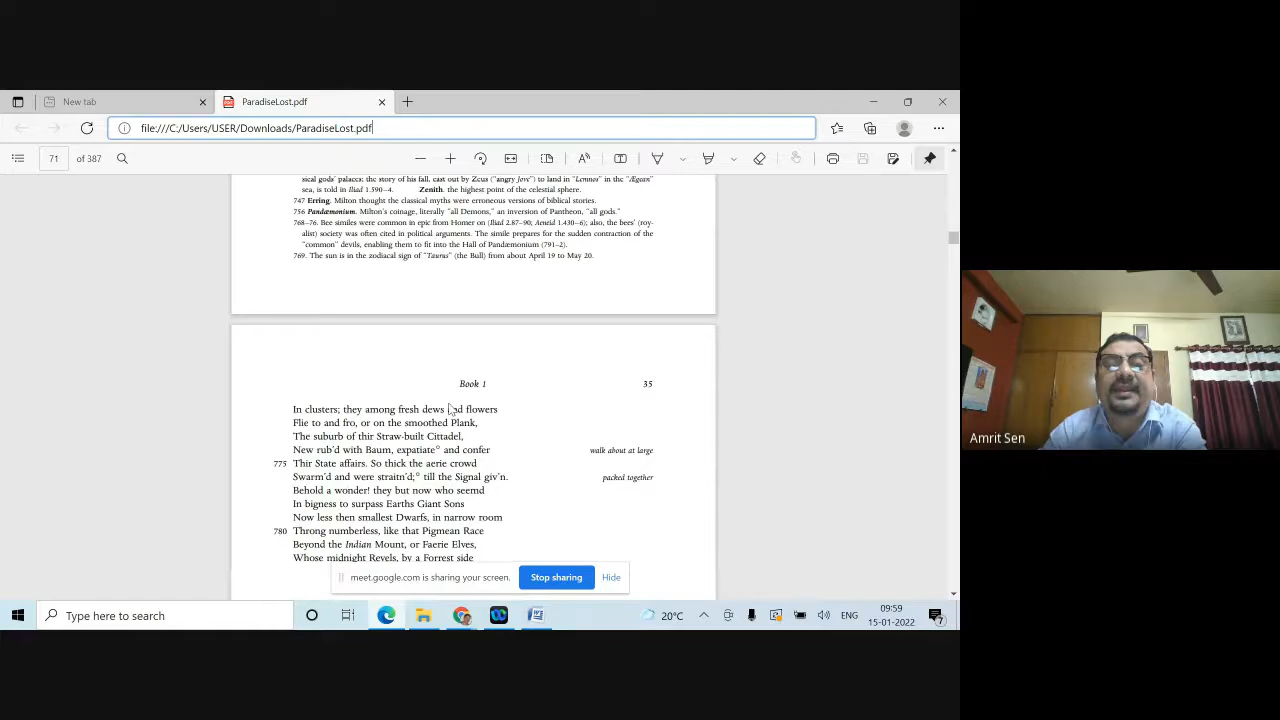 New tab
ParadiseLost.pdf
file:///C:/Users/USER/Downloads/ParadiseLost.pdf
71 of 387
sical gods' palaces; the story of his fall, cast out by Zeus ("angry Jove") to land in "Lemnos" in the "Ægean"
sea, is told in Iliad 1.590–4. Zenith. the highest point of the celestial sphere.
747 Erring. Milton thought the classical myths were erroneous versions of biblical stories.
756 Pandæmonium. Milton's coinage, literally "all Demons," an inversion of Pantheon, "all gods."
768–76. Bee similes were common in epic from Homer on (Iliad 2.87–90; Aeneid 1.430–6); also, the bees' (roy-
alist) society was often cited in political arguments. The simile prepares for the sudden contraction of the
"common" devils, enabling them to fit into the Hall of Pandæmonium (791–2).
769. The sun is in the zodiacal sign of "Taurus" (the Bull) from about April 19 to May 20.
Book 1 35
In clusters; they among fresh dews and flowers
Flie to and fro, or on the smoothed Plank,
The suburb of thir Straw-built Cittadel,
New rub'd with Baum, expatiate° and confer walk about at large
775 Thir State affairs. So thick the aerie crowd
Swarm'd and were straitn'd;° till the Signal giv'n. packed together
Behold a wonder! they but now who seemd
In bigness to surpass Earths Giant Sons
Now less then smallest Dwarfs, in narrow room
780 Throng numberless, like that Pigmean Race
Beyond the Indian Mount, or Faerie Elves,
Whose midnight Revels, by a Forrest side
meet.google.com is sharing your screen. Stop sharing Hide
Type here to search
20°C
ENG
09:59
15-01-2022
7
Amrit Sen